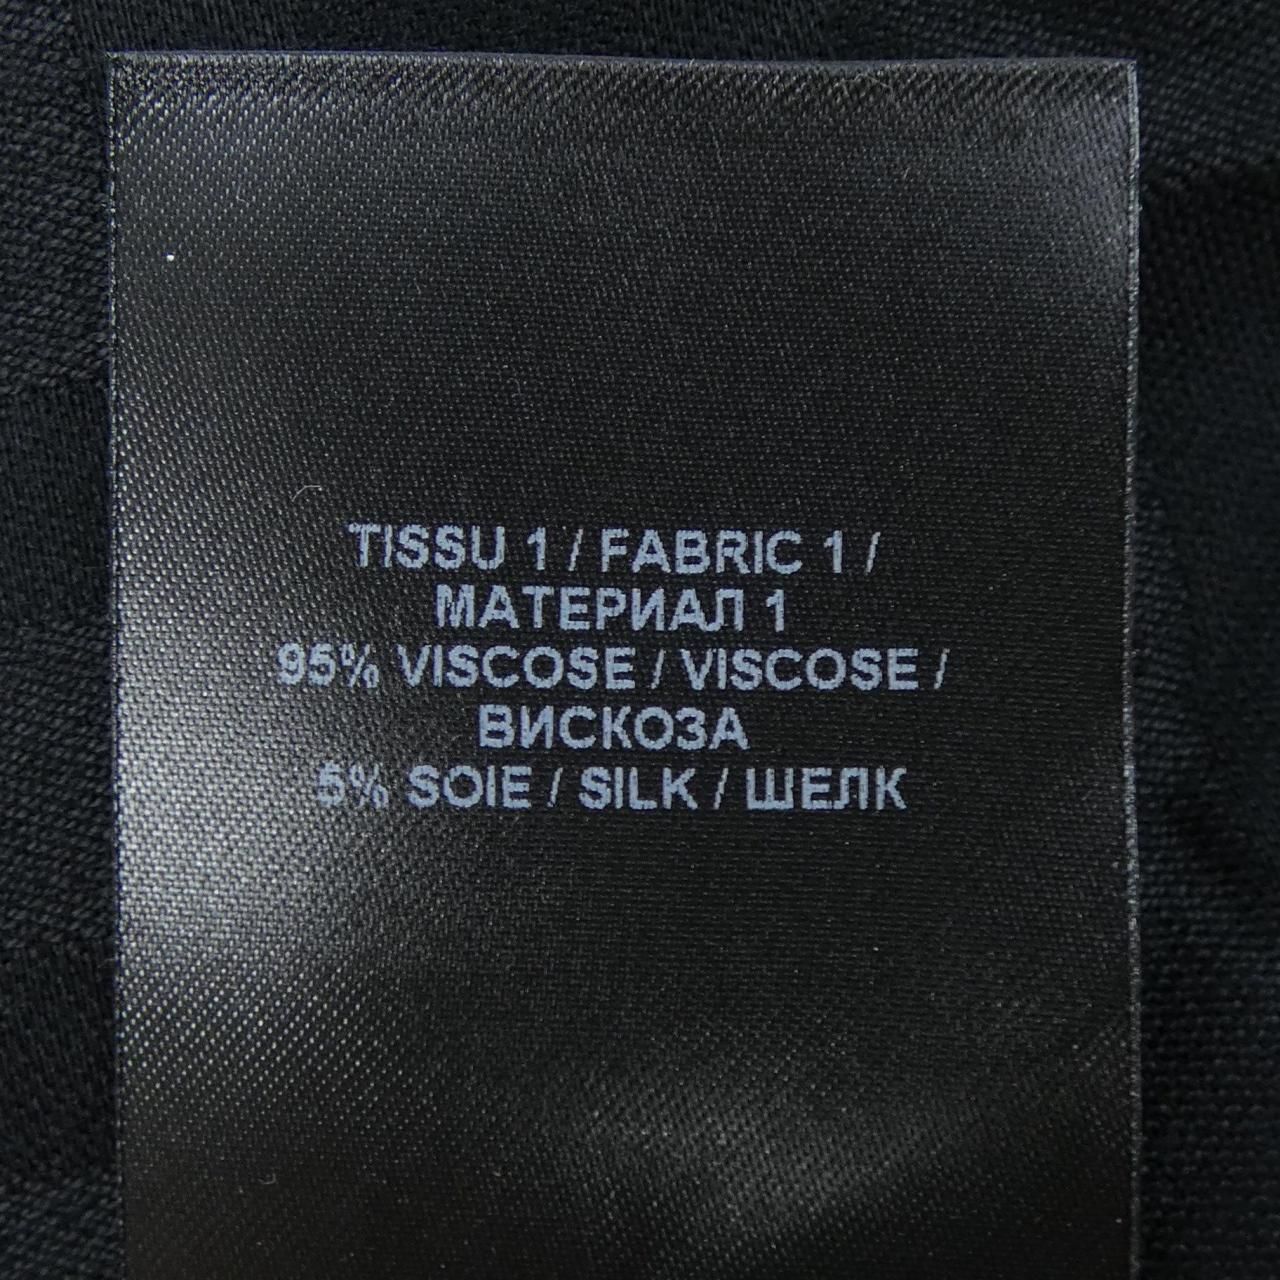 TISSU 1 / FABRIC 1 /
МАТЕРИАЛ 1
95% VISCOSE / VISCOSE /
ВИСКОЗА
5% SOIE / SILK / ШЕЛК